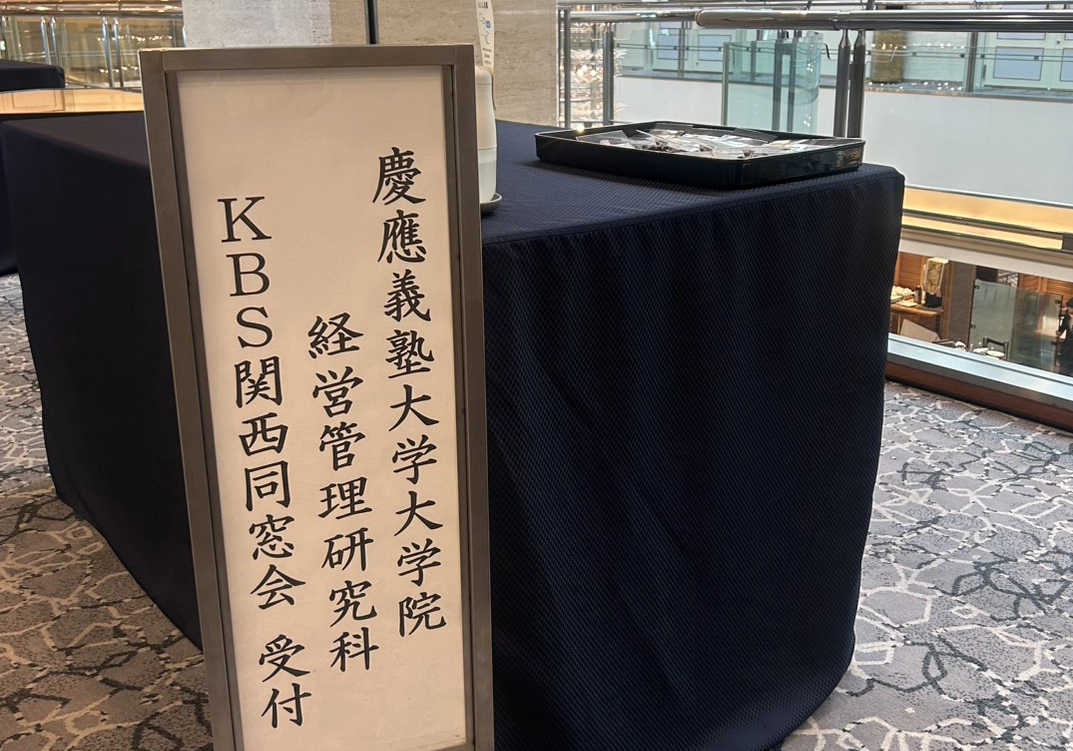 慶應義塾大学大学院
経営管理研究科
KBS関西同窓会 受付